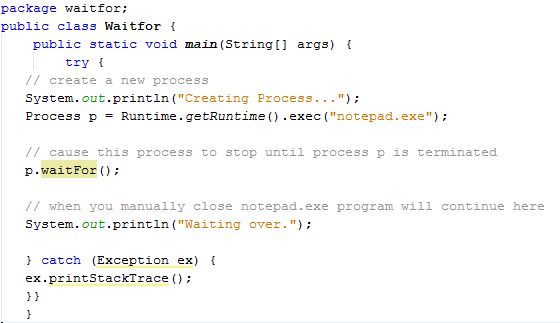 package waitfor;
public class Waitfor {
public static void main(String[] args) {
try {
// create a new process
System.out.println("Creating Process...");
Process p = Runtime.getRuntime().exec("notepad.exe");
// cause this process to stop until process p is terminated
p.waitFor();
// when you manually close notepad.exe program will continue here
System.out.println("Waiting over.");
} catch (Exception ex) {
ex.printStackTrace();
}}
}